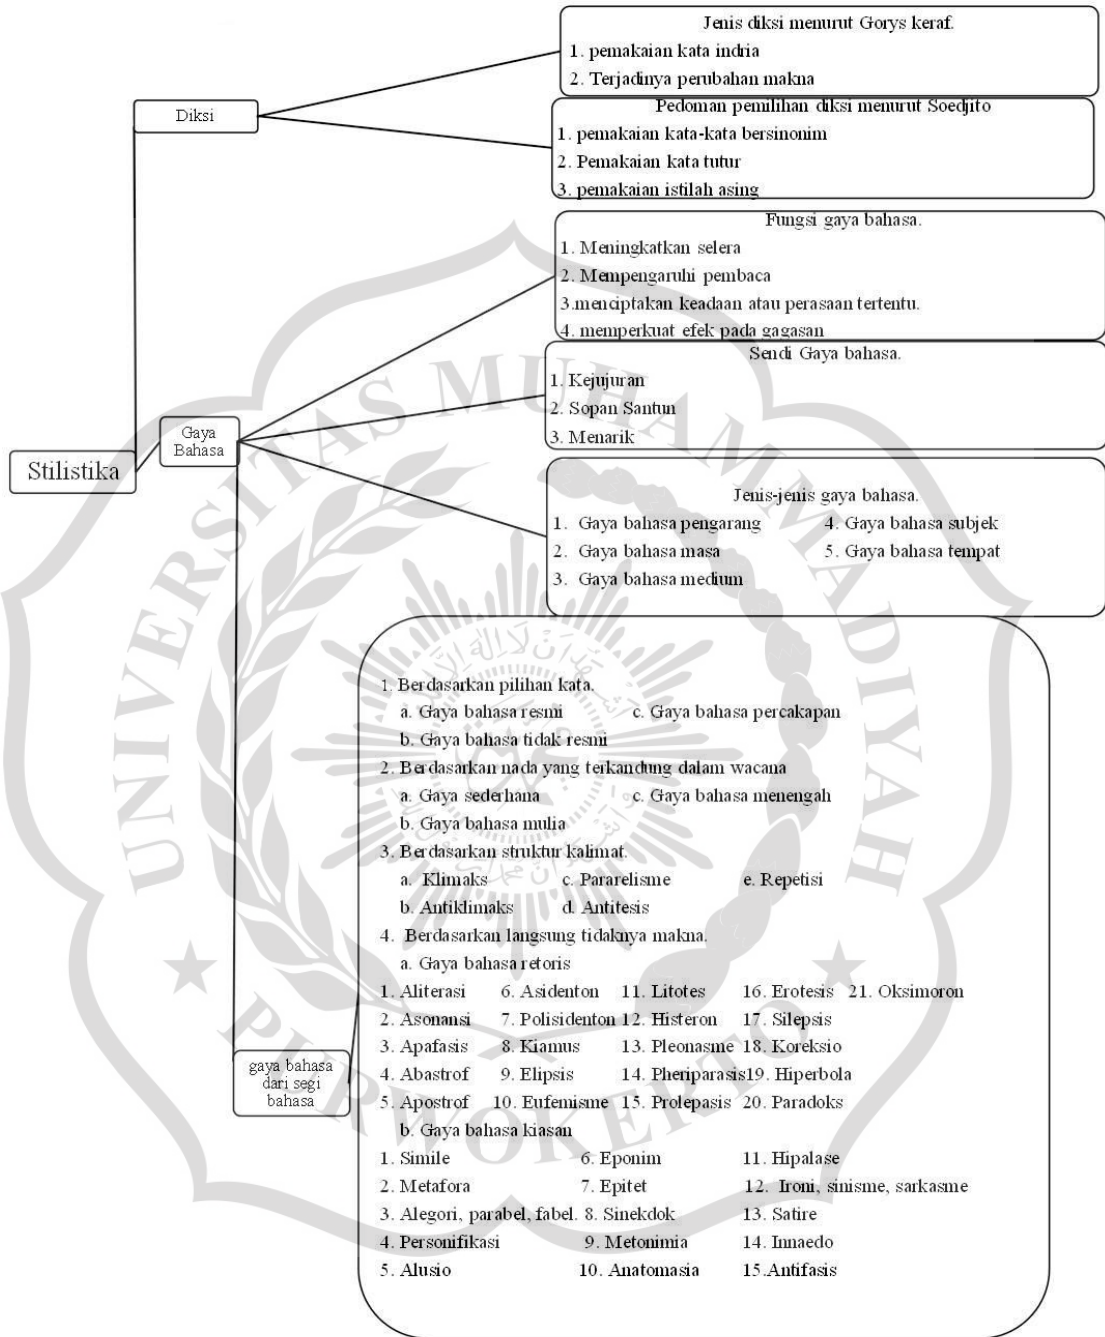 Jenis diksi menurut Gorys keraf.
1. pemakaian kata indria
2. Terjadinya perubahan makna
Diksi
Pedoman pemilihan diksi menurut Soedjito
1. pemakaian kata-kata bersinonim
2. Pemakaian kata tutur
3. pemakaian istilah asing
Fungsi gaya bahasa.
1. Meningkatkan selera
2. Mempengaruhi pembaca
3.menciptakan keadaan atau perasaan tertentu.
4. memperkuat efek pada gagasan
Sendi Gaya bahasa.
1. Kejujuran
2. Sopan Santun
3. Menarik
Gaya
Bahasa
Stilistika
Jenis-jenis gaya bahasa.
1. Gaya bahasa pengarang 4. Gaya bahasa subjek
2. Gaya bahasa masa 5. Gaya bahasa tempat
3. Gaya bahasa medium
1. Berdasarkan pilihan kata.
a. Gaya bahasa resmi c. Gaya bahasa percakapan
b. Gaya bahasa tidak resmi
2. Berdasarkan nada yang terkandung dalam wacana
a. Gaya sederhana c. Gaya bahasa menengah
b. Gaya bahasa mulia
3. Berdasarkan struktur kalimat.
a. Klimaks c. Pararelisme e. Repetisi
b. Antiklimaks d. Antitesis
4. Berdasarkan langsung tidaknya makna.
a. Gaya bahasa retoris
1. Aliterasi 6. Asidenton 11. Litotes 16. Erotesis 21. Oksimoron
2. Asonansi 7. Polisidenton 12. Histeron 17. Silepsis
3. Apafasis 8. Kiamus 13. Pleonasme 18. Koreksio
4. Abastrof 9. Elipsis 14. Pheriparasis19. Hiperbola
5. Apostrof 10. Eufemisme 15. Prolepasis 20. Paradoks
b. Gaya bahasa kiasan
1. Simile 6. Eponim 11. Hipalase
2. Metafora 7. Epitet 12. Ironi, sinisme, sarkasme
3. Alegori, parabel, fabel. 8. Sinekdok 13. Satire
4. Personifikasi 9. Metonimia 14. Innaedo
5. Alusio 10. Anatomasia 15.Antifasis
gaya bahasa
dari segi
bahasa
UNIVERSITAS MUHAMMADIYAH
PURWOKERTO